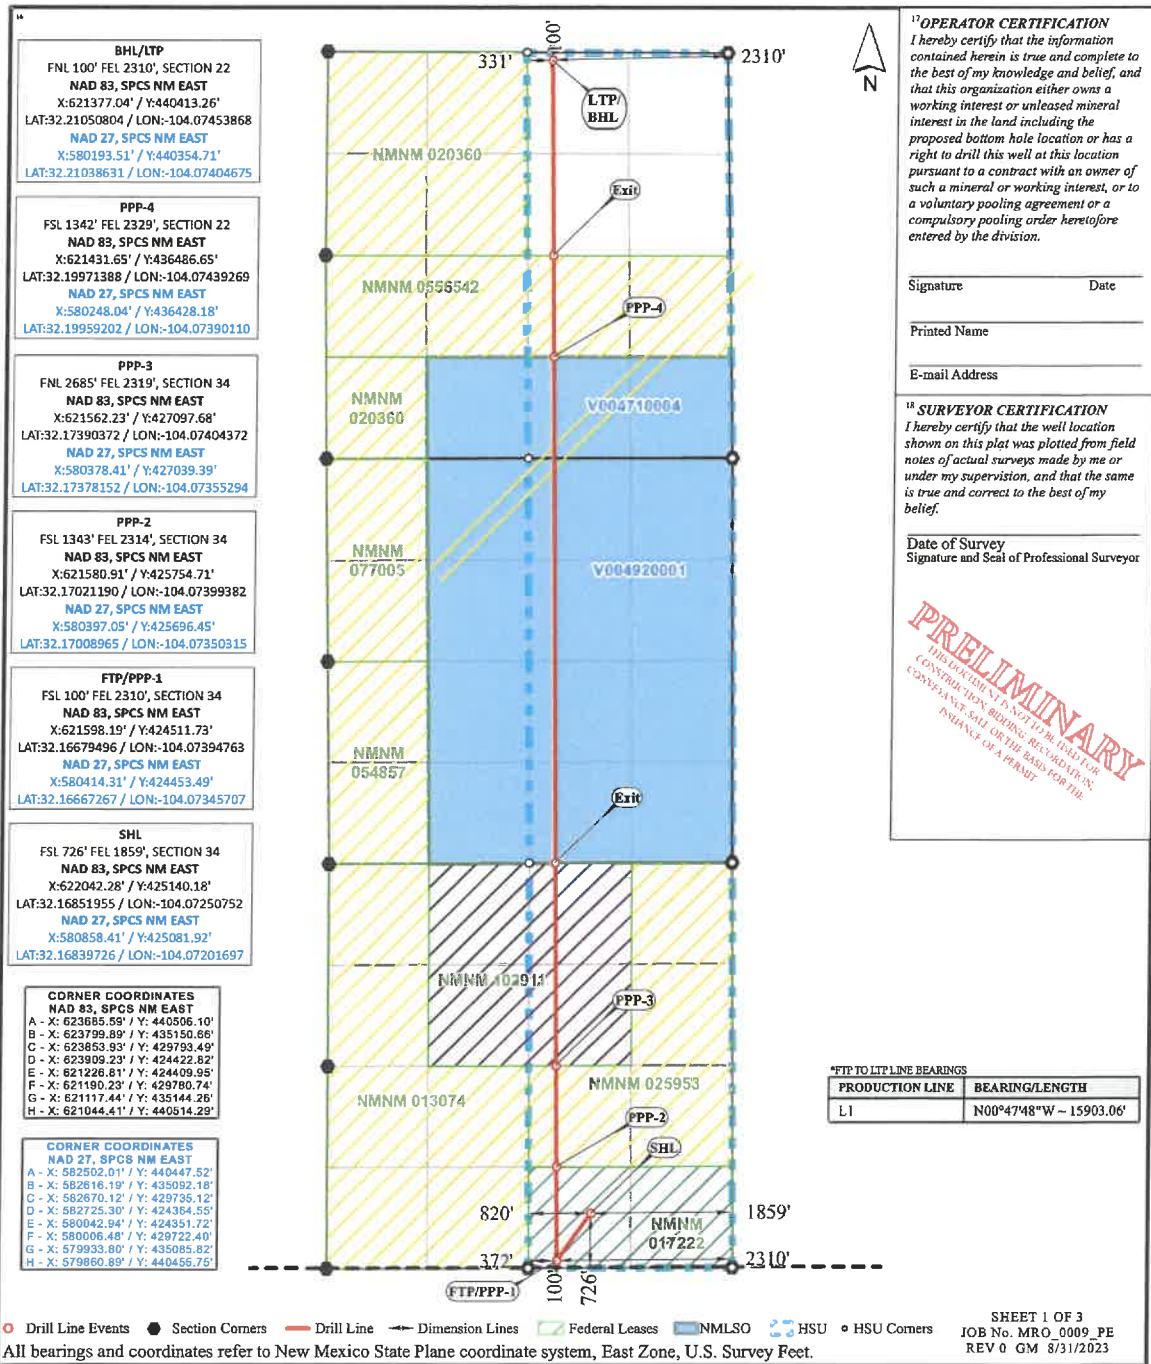 16
BHL/LTP
FNL 100' FEL 2310', SECTION 22
NAD 83, SPCS NM EAST
X:621377.04' / Y:440413.26'
LAT:32.21050804 / LON:-104.07453868
NAD 27, SPCS NM EAST
X:580193.51' / Y:440354.71'
LAT:32.21038631 / LON:-104.07404675
PPP-4
FSL 1342' FEL 2329', SECTION 22
NAD 83, SPCS NM EAST
X:621431.65' / Y:436486.65'
LAT:32.19971388 / LON:-104.07439269
NAD 27, SPCS NM EAST
X:580248.04' / Y:436428.18'
LAT:32.19959202 / LON:-104.07390110
PPP-3
FNL 2685' FEL 2319', SECTION 34
NAD 83, SPCS NM EAST
X:621562.23' / Y:427097.68'
LAT:32.17390372 / LON:-104.07404372
NAD 27, SPCS NM EAST
X:580378.41' / Y:427039.39'
LAT:32.17378152 / LON:-104.07355294
PPP-2
FSL 1343' FEL 2314', SECTION 34
NAD 83, SPCS NM EAST
X:621580.91' / Y:425754.71'
LAT:32.17021190 / LON:-104.07399382
NAD 27, SPCS NM EAST
X:580397.05' / Y:425696.45'
LAT:32.17008965 / LON:-104.07350315
FTP/PPP-1
FSL 100' FEL 2310', SECTION 34
NAD 83, SPCS NM EAST
X:621598.19' / Y:424511.73'
LAT:32.16679496 / LON:-104.07394763
NAD 27, SPCS NM EAST
X:580414.31' / Y:424453.49'
LAT:32.16667267 / LON:-104.07345707
SHL
FSL 726' FEL 1859', SECTION 34
NAD 83, SPCS NM EAST
X:622042.28' / Y:425140.18'
LAT:32.16851955 / LON:-104.07250752
NAD 27, SPCS NM EAST
X:580858.41' / Y:425081.92'
LAT:32.16839726 / LON:-104.07201697
CORNER COORDINATES
NAD 83, SPCS NM EAST
A - X: 623685.59' / Y: 440506.10'
B - X: 623799.89' / Y: 435150.66'
C - X: 623853.93' / Y: 429793.49'
D - X: 623909.23' / Y: 424422.82'
E - X: 621226.81' / Y: 424409.95'
F - X: 621190.23' / Y: 429780.74'
G - X: 621117.44' / Y: 435144.26'
H - X: 621044.41' / Y: 440514.29'
CORNER COORDINATES
NAD 27, SPCS NM EAST
A - X: 582502.01' / Y: 440447.52'
B - X: 582616.19' / Y: 435092.18'
C - X: 582670.12' / Y: 429735.12'
D - X: 582725.30' / Y: 424364.55'
E - X: 580042.94' / Y: 424351.72'
F - X: 580006.48' / Y: 429722.40'
G - X: 579933.80' / Y: 435085.82'
H - X: 579860.89' / Y: 440455.75'
331'
100'
2310'
LTP/
BHL
NMNM 020360
Exit
NMNM 0556542
PPP-4
NMNM
020360
V004710004
NMNM
077005
V004920001
NMNM
054857
Exit
NMNM 102911
PPP-3
NMNM 025953
NMNM 013074
PPP-2
SHL
820'
1859'
NMNM
017222
372'
2310'
FTP/PPP-1
100'
726'
N
17 OPERATOR CERTIFICATION
I hereby certify that the information
contained herein is true and complete to
the best of my knowledge and belief, and
that this organization either owns a
working interest or unleased mineral
interest in the land including the
proposed bottom hole location or has a
right to drill this well at this location
pursuant to a contract with an owner of
such a mineral or working interest, or to
a voluntary pooling agreement or a
compulsory pooling order heretofore
entered by the division.
Signature Date
Printed Name
E-mail Address
18 SURVEYOR CERTIFICATION
I hereby certify that the well location
shown on this plat was plotted from field
notes of actual surveys made by me or
under my supervision, and that the same
is true and correct to the best of my
belief.
Date of Survey
Signature and Seal of Professional Surveyor
PRELIMINARY
THIS DOCUMENT IS NOT TO BE USED FOR
CONSTRUCTION, BIDDING, RECORDATION,
CONVEYANCE, SALE, OR THE BASIS FOR THE
ISSUANCE OF A PERMIT
*FTP TO LTP LINE BEARINGS
PRODUCTION LINE BEARING/LENGTH
L1 N00°47'48"W ~ 15903.06'
Drill Line Events Section Corners Drill Line Dimension Lines Federal Leases NMLSO HSU HSU Corners
All bearings and coordinates refer to New Mexico State Plane coordinate system, East Zone, U.S. Survey Feet.
SHEET 1 OF 3
JOB No. MRO_0009_PE
REV 0 GM 8/31/2023